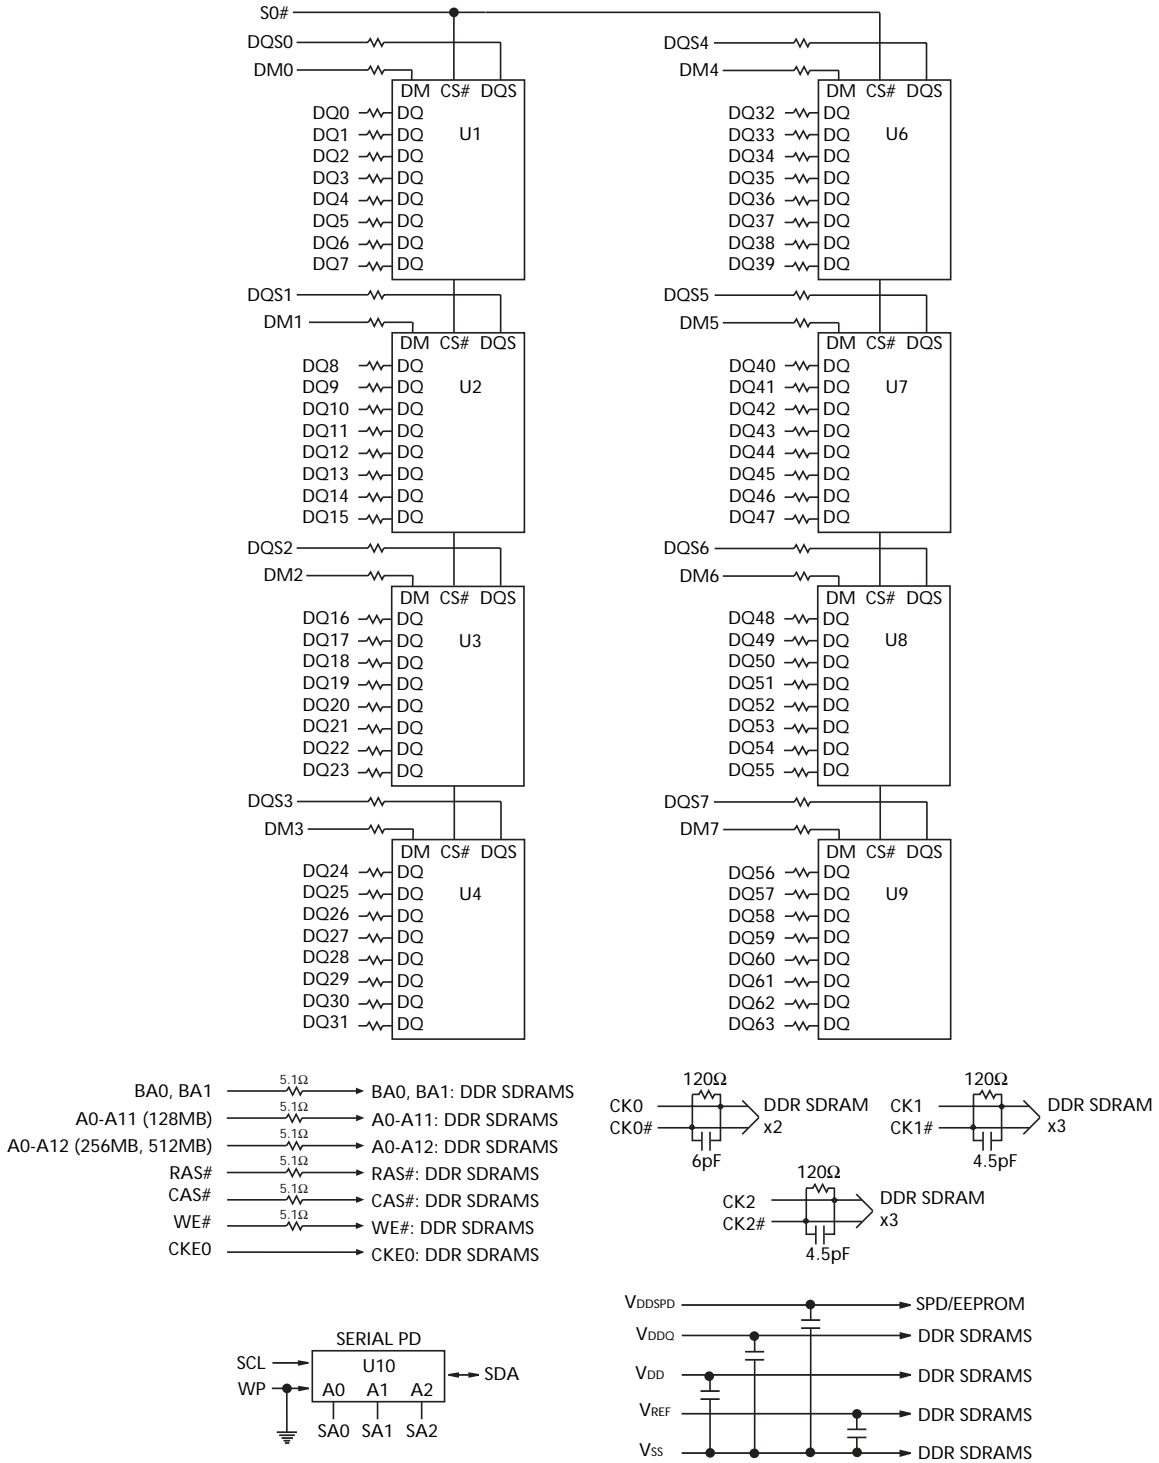 S0#
DQS0
DM0
DM CS# DQS
U1
DQ0 DQ
DQ1 DQ
DQ2 DQ
DQ3 DQ
DQ4 DQ
DQ5 DQ
DQ6 DQ
DQ7 DQ
DQS1
DM1
DM CS# DQS
U2
DQ8 DQ
DQ9 DQ
DQ10 DQ
DQ11 DQ
DQ12 DQ
DQ13 DQ
DQ14 DQ
DQ15 DQ
DQS2
DM2
DM CS# DQS
U3
DQ16 DQ
DQ17 DQ
DQ18 DQ
DQ19 DQ
DQ20 DQ
DQ21 DQ
DQ22 DQ
DQ23 DQ
DQS3
DM3
DM CS# DQS
U4
DQ24 DQ
DQ25 DQ
DQ26 DQ
DQ27 DQ
DQ28 DQ
DQ29 DQ
DQ30 DQ
DQ31 DQ
DQS4
DM4
DM CS# DQS
U6
DQ32 DQ
DQ33 DQ
DQ34 DQ
DQ35 DQ
DQ36 DQ
DQ37 DQ
DQ38 DQ
DQ39 DQ
DQS5
DM5
DM CS# DQS
U7
DQ40 DQ
DQ41 DQ
DQ42 DQ
DQ43 DQ
DQ44 DQ
DQ45 DQ
DQ46 DQ
DQ47 DQ
DQS6
DM6
DM CS# DQS
U8
DQ48 DQ
DQ49 DQ
DQ50 DQ
DQ51 DQ
DQ52 DQ
DQ53 DQ
DQ54 DQ
DQ55 DQ
DQS7
DM7
DM CS# DQS
U9
DQ56 DQ
DQ57 DQ
DQ58 DQ
DQ59 DQ
DQ60 DQ
DQ61 DQ
DQ62 DQ
DQ63 DQ
BA0, BA1 5.1Ω BA0, BA1: DDR SDRAMS
A0-A11 (128MB) 5.1Ω A0-A11: DDR SDRAMS
A0-A12 (256MB, 512MB) 5.1Ω A0-A12: DDR SDRAMS
RAS# 5.1Ω RAS#: DDR SDRAMS
CAS# 5.1Ω CAS#: DDR SDRAMS
WE# 5.1Ω WE#: DDR SDRAMS
CKE0 CKE0: DDR SDRAMS
120Ω
CK0 DDR SDRAM
CK0# x2
6pF
120Ω
CK1 DDR SDRAM
CK1# x3
4.5pF
120Ω
CK2 DDR SDRAM
CK2# x3
4.5pF
SERIAL PD
SCL U10 SDA
WP A0 A1 A2
SA0 SA1 SA2
VDDSPD SPD/EEPROM
VDDQ DDR SDRAMS
VDD DDR SDRAMS
VREF DDR SDRAMS
VSS DDR SDRAMS